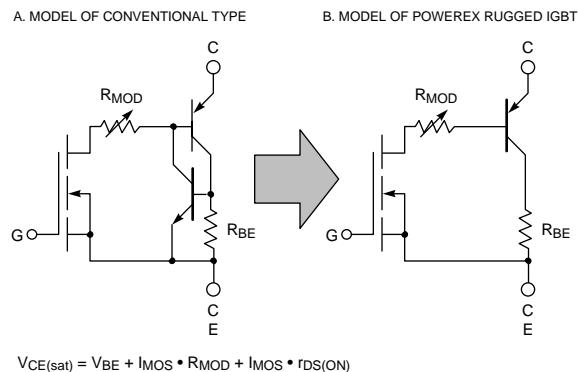 A. MODEL OF CONVENTIONAL TYPE
B. MODEL OF POWEREX RUGGED IGBT
C
RMOD
RBE
G
C
E
C
RMOD
RBE
G
C
E
VCE(sat) = VBE + IMOS • RMOD + IMOS • rDS(ON)